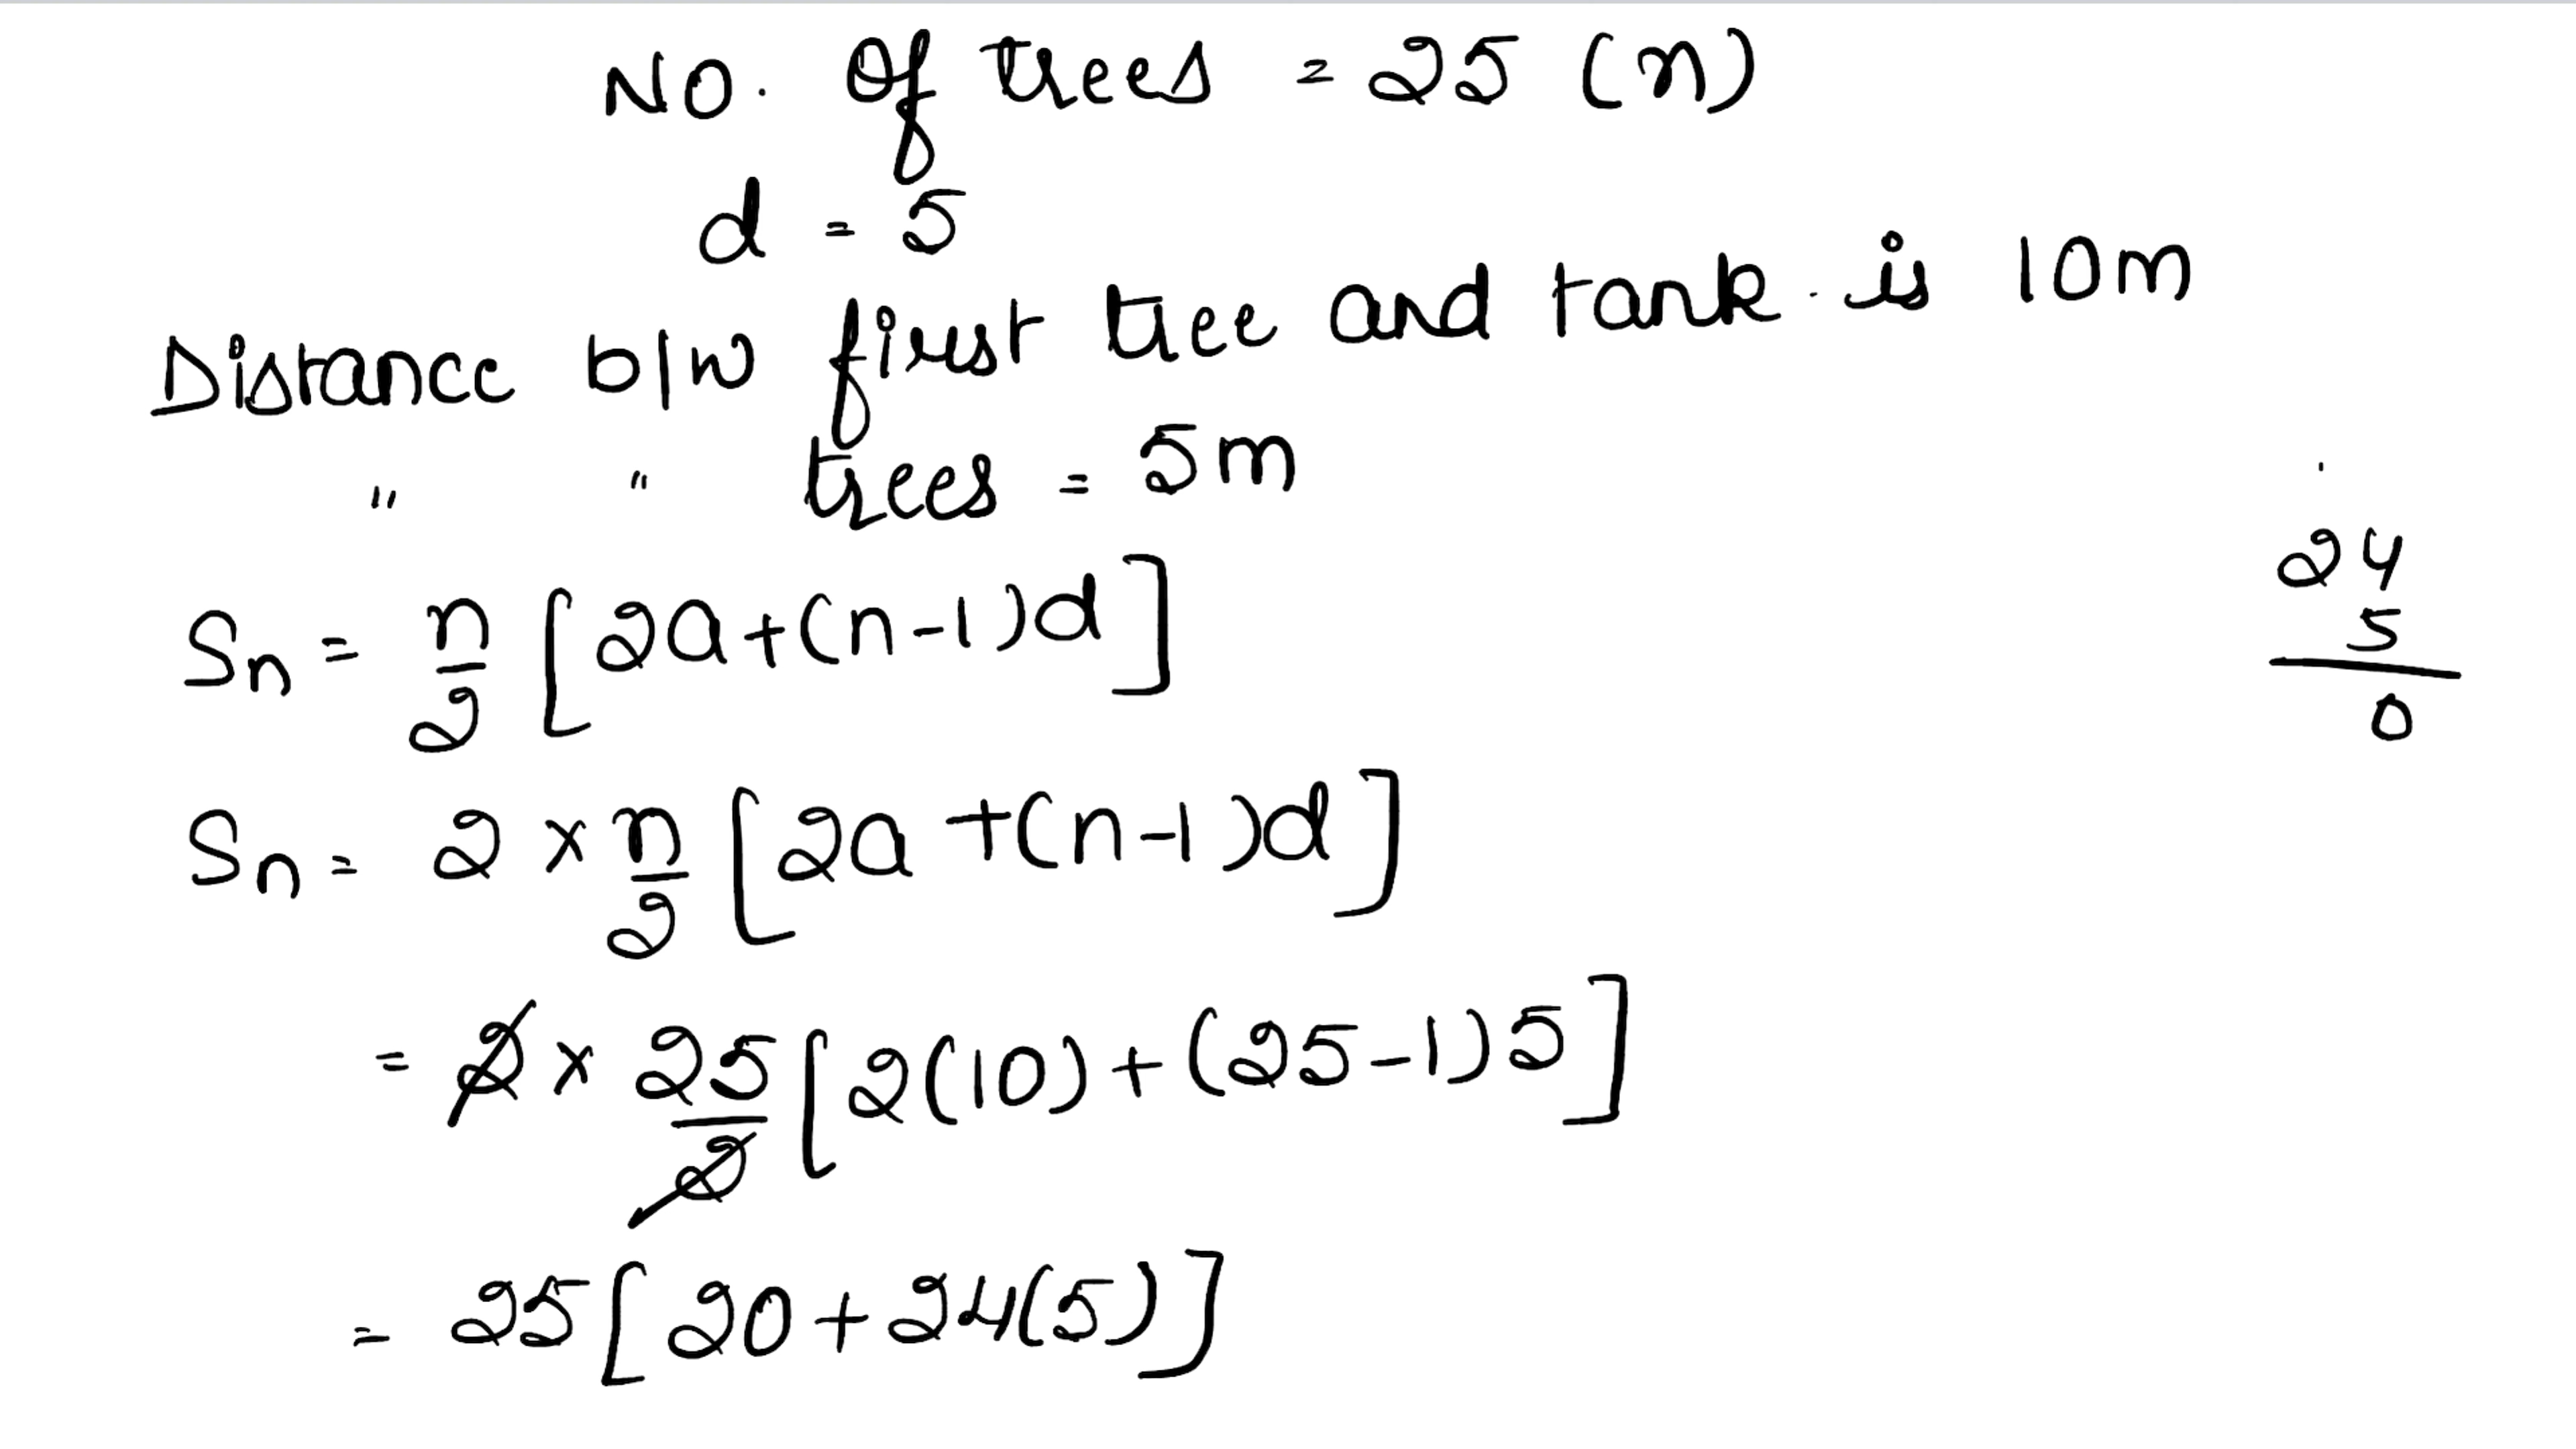 No. of trees = 25 (n)
d = 5
Distance b/w first tree and tank. is 10m
" " trees = 5m
Sn = n/2 [2a+(n-1)d]
24
5
0
Sn = 2 × n/2 [2a+(n-1)d]
= 2 × 25/2 [2(10)+(25-1)5]
= 25[20+24(5)]